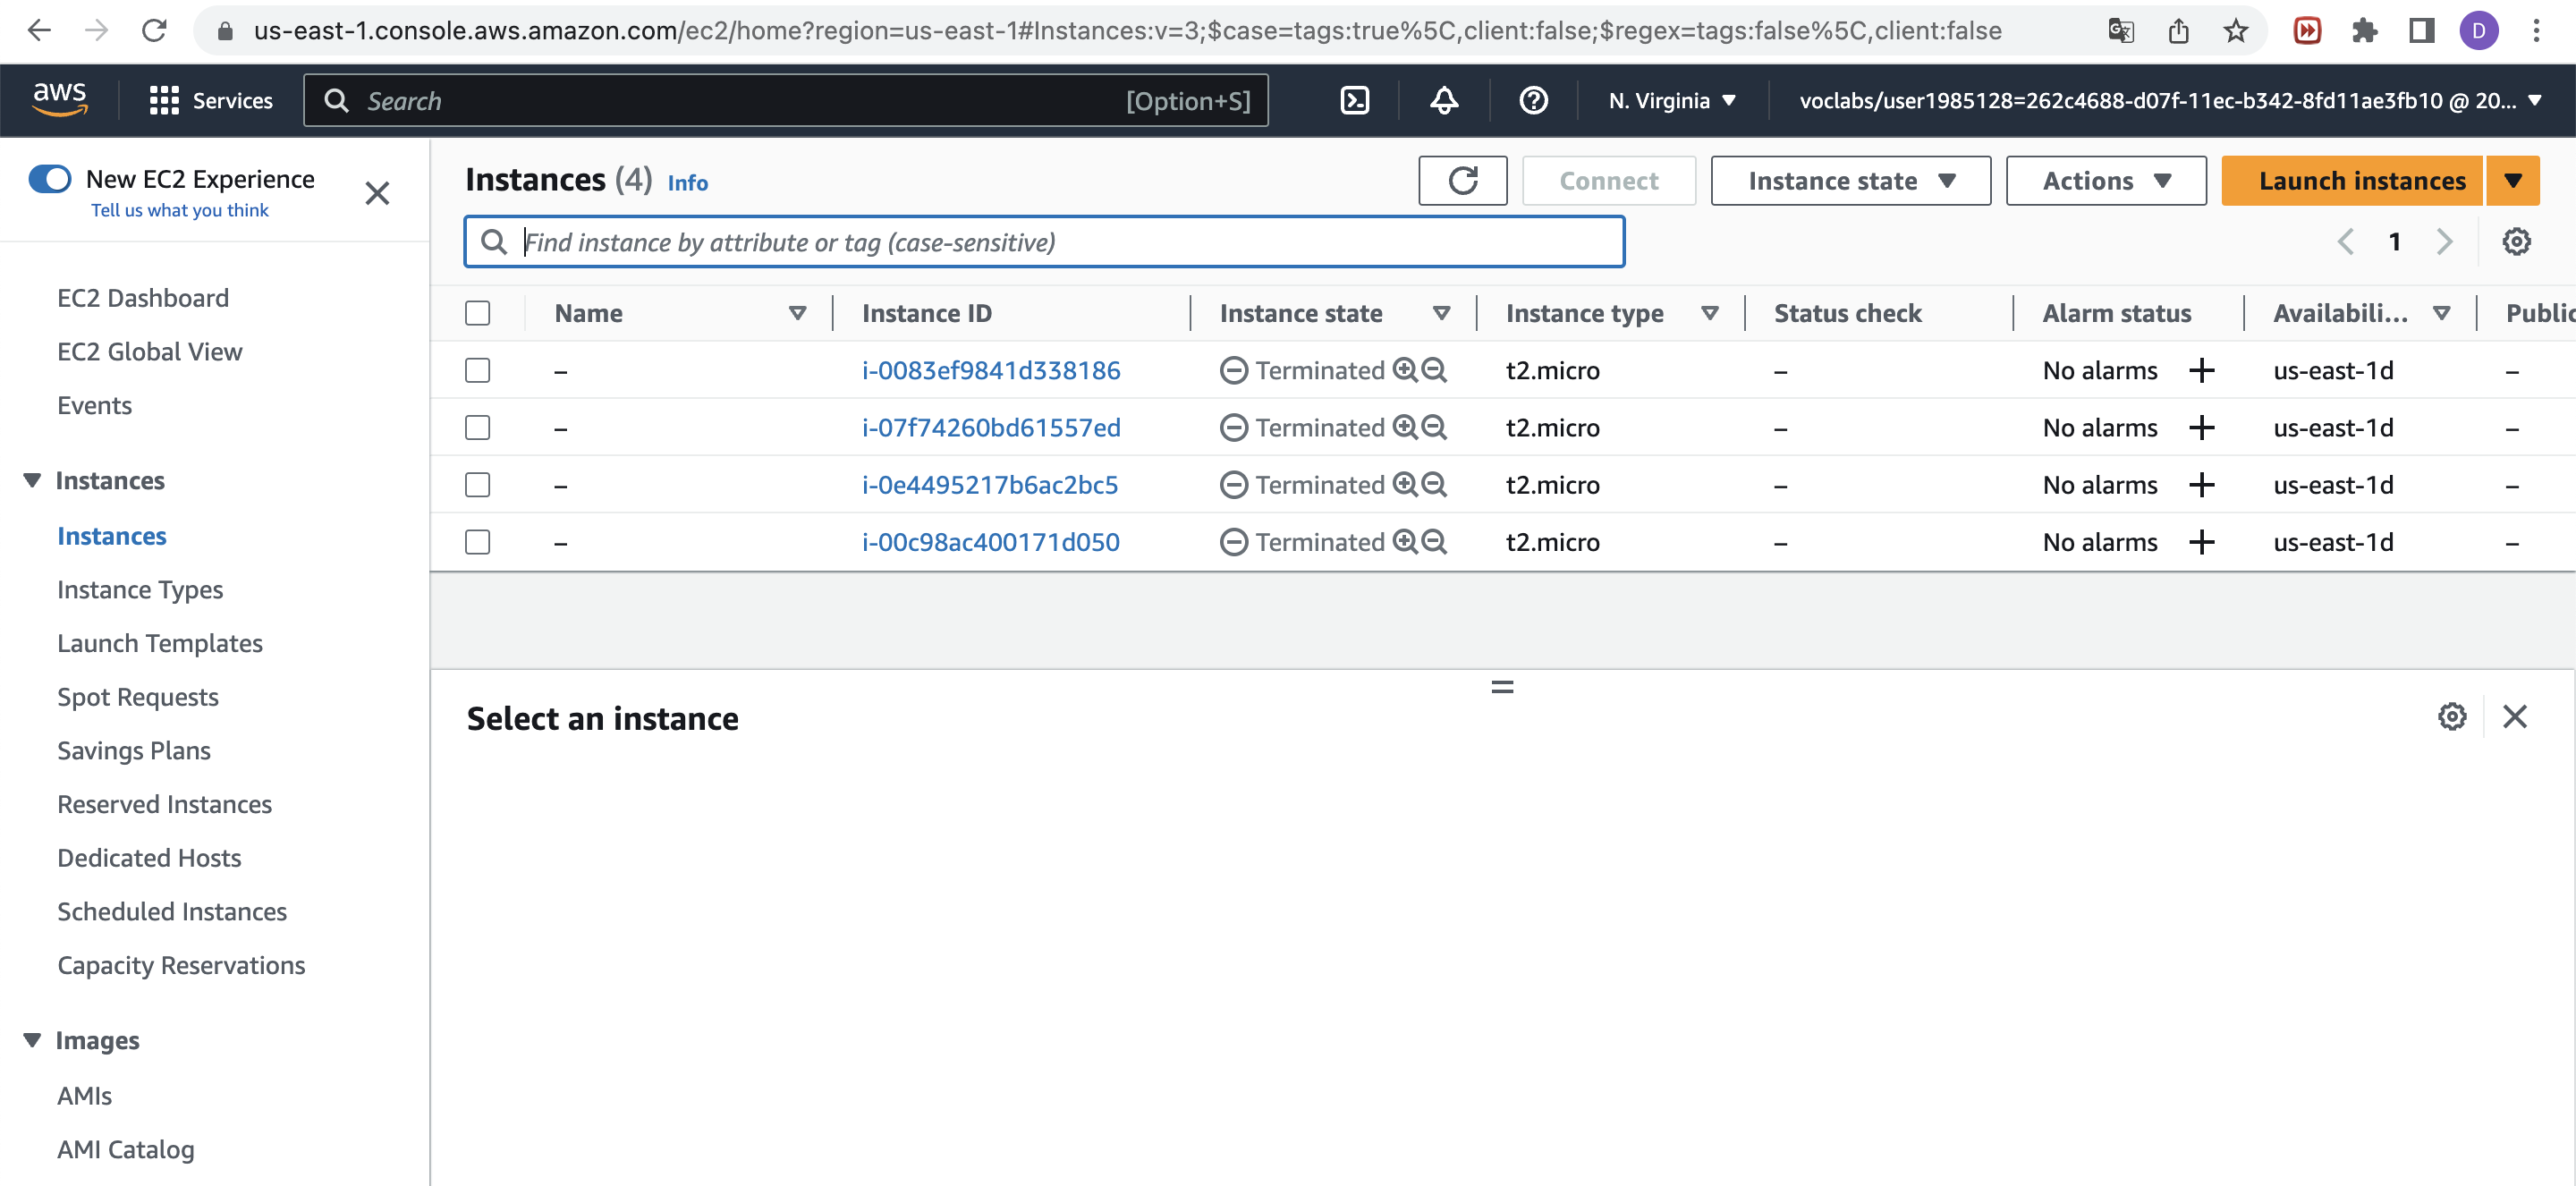 us-east-1.console.aws.amazon.com/ec2/home?region=us-east-1#Instances:v=3;$case=tags:true%5C,client:false;$regex=tags:false%5C,client:false
D
aws
Services
Search
[Option+S]
N. Virginia
voclabs/user1985128=262c4688-d07f-11ec-b342-8fd11ae3fb10 @ 20...
New EC2 Experience
Tell us what you think
EC2 Dashboard
EC2 Global View
Events
Instances
Instances
Instance Types
Launch Templates
Spot Requests
Savings Plans
Reserved Instances
Dedicated Hosts
Scheduled Instances
Capacity Reservations
Images
AMIs
AMI Catalog
Instances (4) Info
Connect
Instance state
Actions
Launch instances
Find instance by attribute or tag (case-sensitive)
1
Name Instance ID Instance state Instance type Status check Alarm status Availabili... Public
– i-0083ef9841d338186 Terminated t2.micro – No alarms + us-east-1d –
– i-07f74260bd61557ed Terminated t2.micro – No alarms + us-east-1d –
– i-0e4495217b6ac2bc5 Terminated t2.micro – No alarms + us-east-1d –
– i-00c98ac400171d050 Terminated t2.micro – No alarms + us-east-1d –
Select an instance